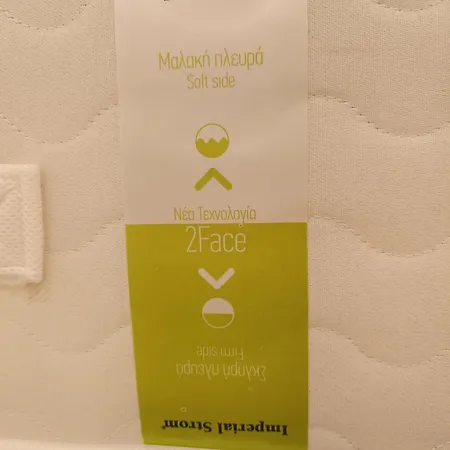 Μαλακή πλευρά
Soft side
Νέα Τεχνολογία
2Face
Firm side
Σκληρή πλευρά
Imperial Strom